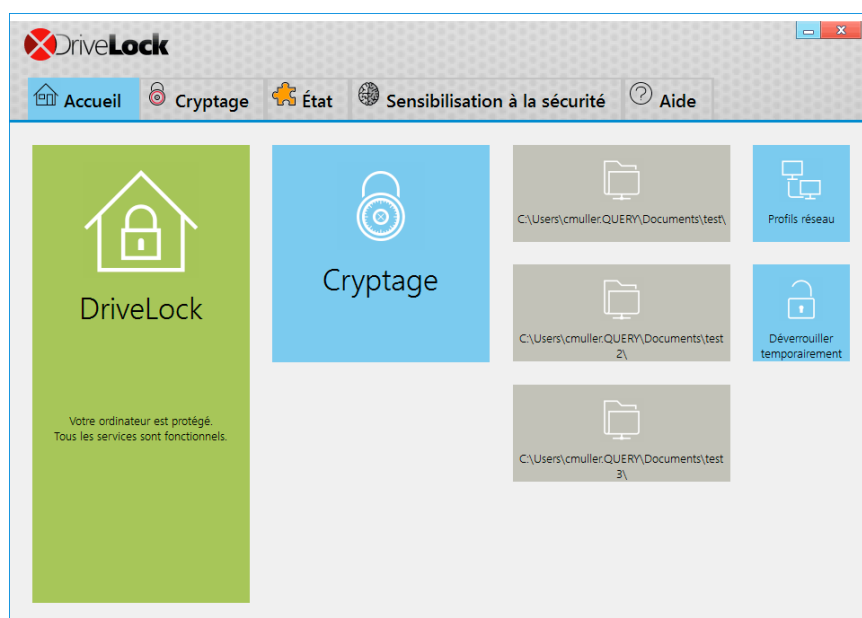 DriveLock
Accueil
Cryptage
État
Sensibilisation à la sécurité
Aide
DriveLock
Votre ordinateur est protégé.
Tous les services sont fonctionnels.
Cryptage
C:\Users\cmuller.QUERY\Documents\test\
C:\Users\cmuller.QUERY\Documents\test
2\
C:\Users\cmuller.QUERY\Documents\test
3\
Profils réseau
Déverrouiller
temporairement